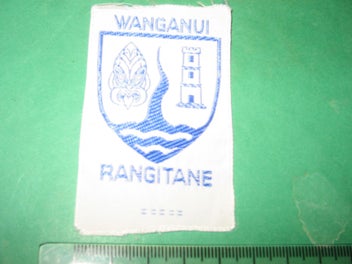 WANGANUI
RANGITANE
=====